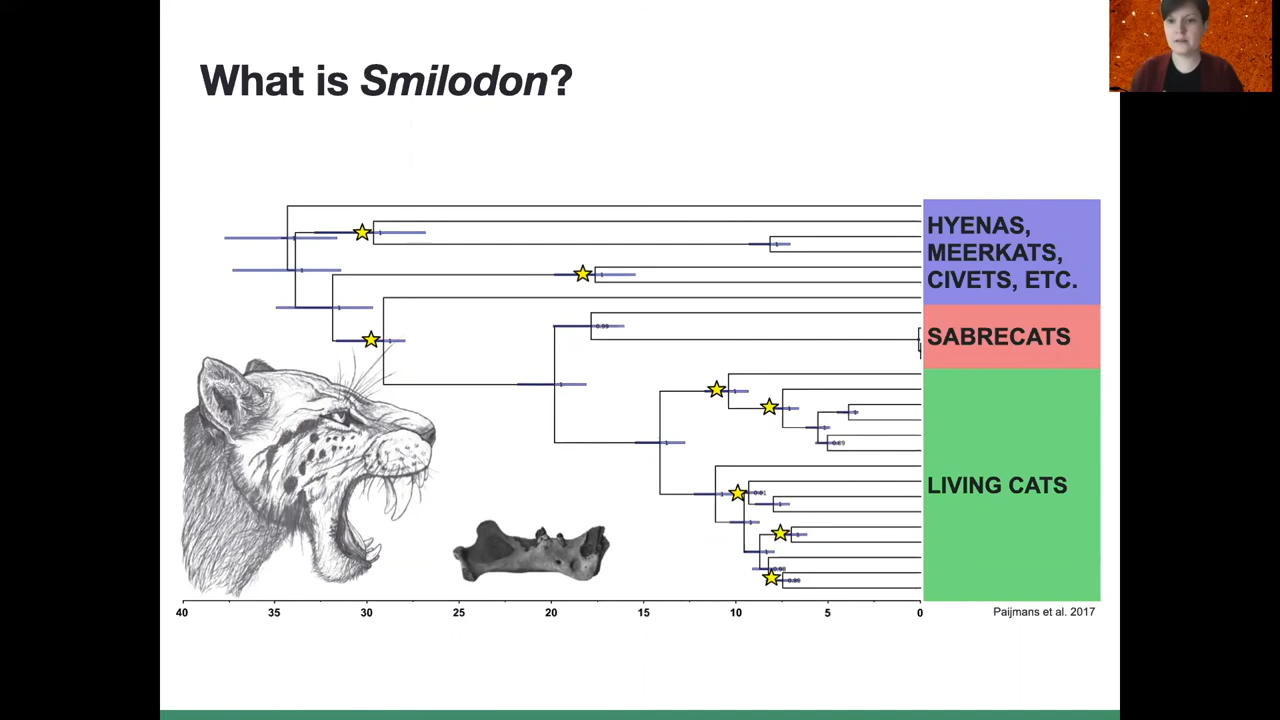 What is Smilodon?
HYENAS,
MEERKATS,
CIVETS, ETC.
SABRECATS
LIVING CATS
40 35 30 25 20 15 10 5 0
Paijmans et al. 2017